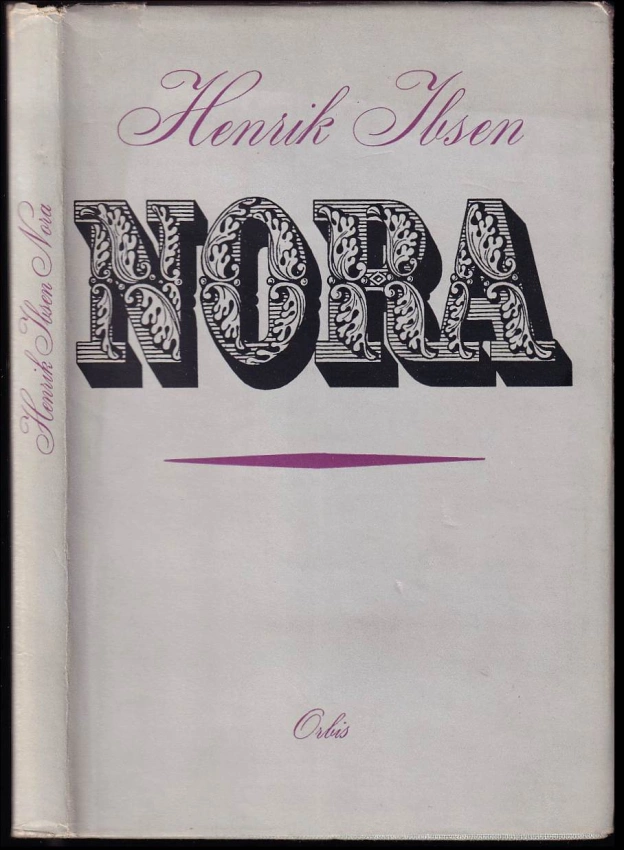 Henrik Ibsen
NORA
Orbis
Henrik Ibsen Nora